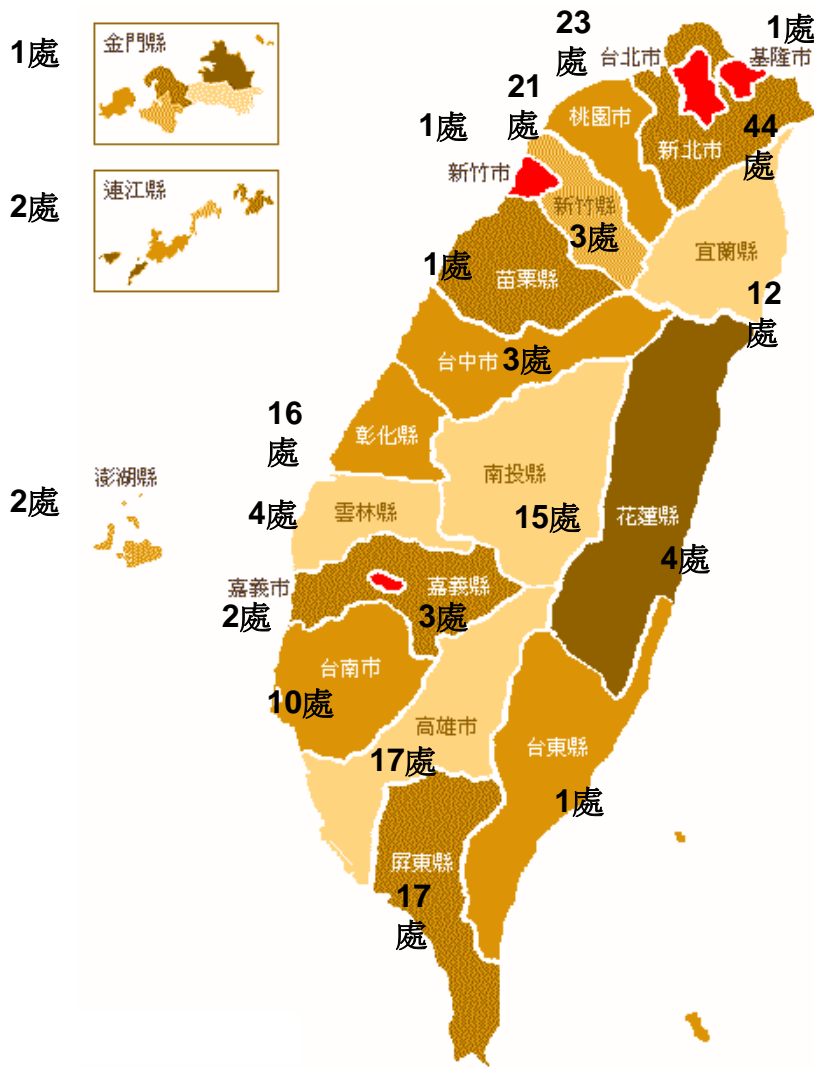 1處
金門縣
2處
連江縣
23
處
台北市
1處
基隆市
21
處
桃園市
1處
新竹市
新北市
44
處
新竹縣
3處
宜蘭縣
12
處
1處
苗栗縣
台中市
3處
16
處
彰化縣
南投縣
15處
2處
澎湖縣
4處
雲林縣
花蓮縣
4處
嘉義市
2處
嘉義縣
3處
台南市
10處
高雄市
17處
台東縣
1處
屏東縣
17
處